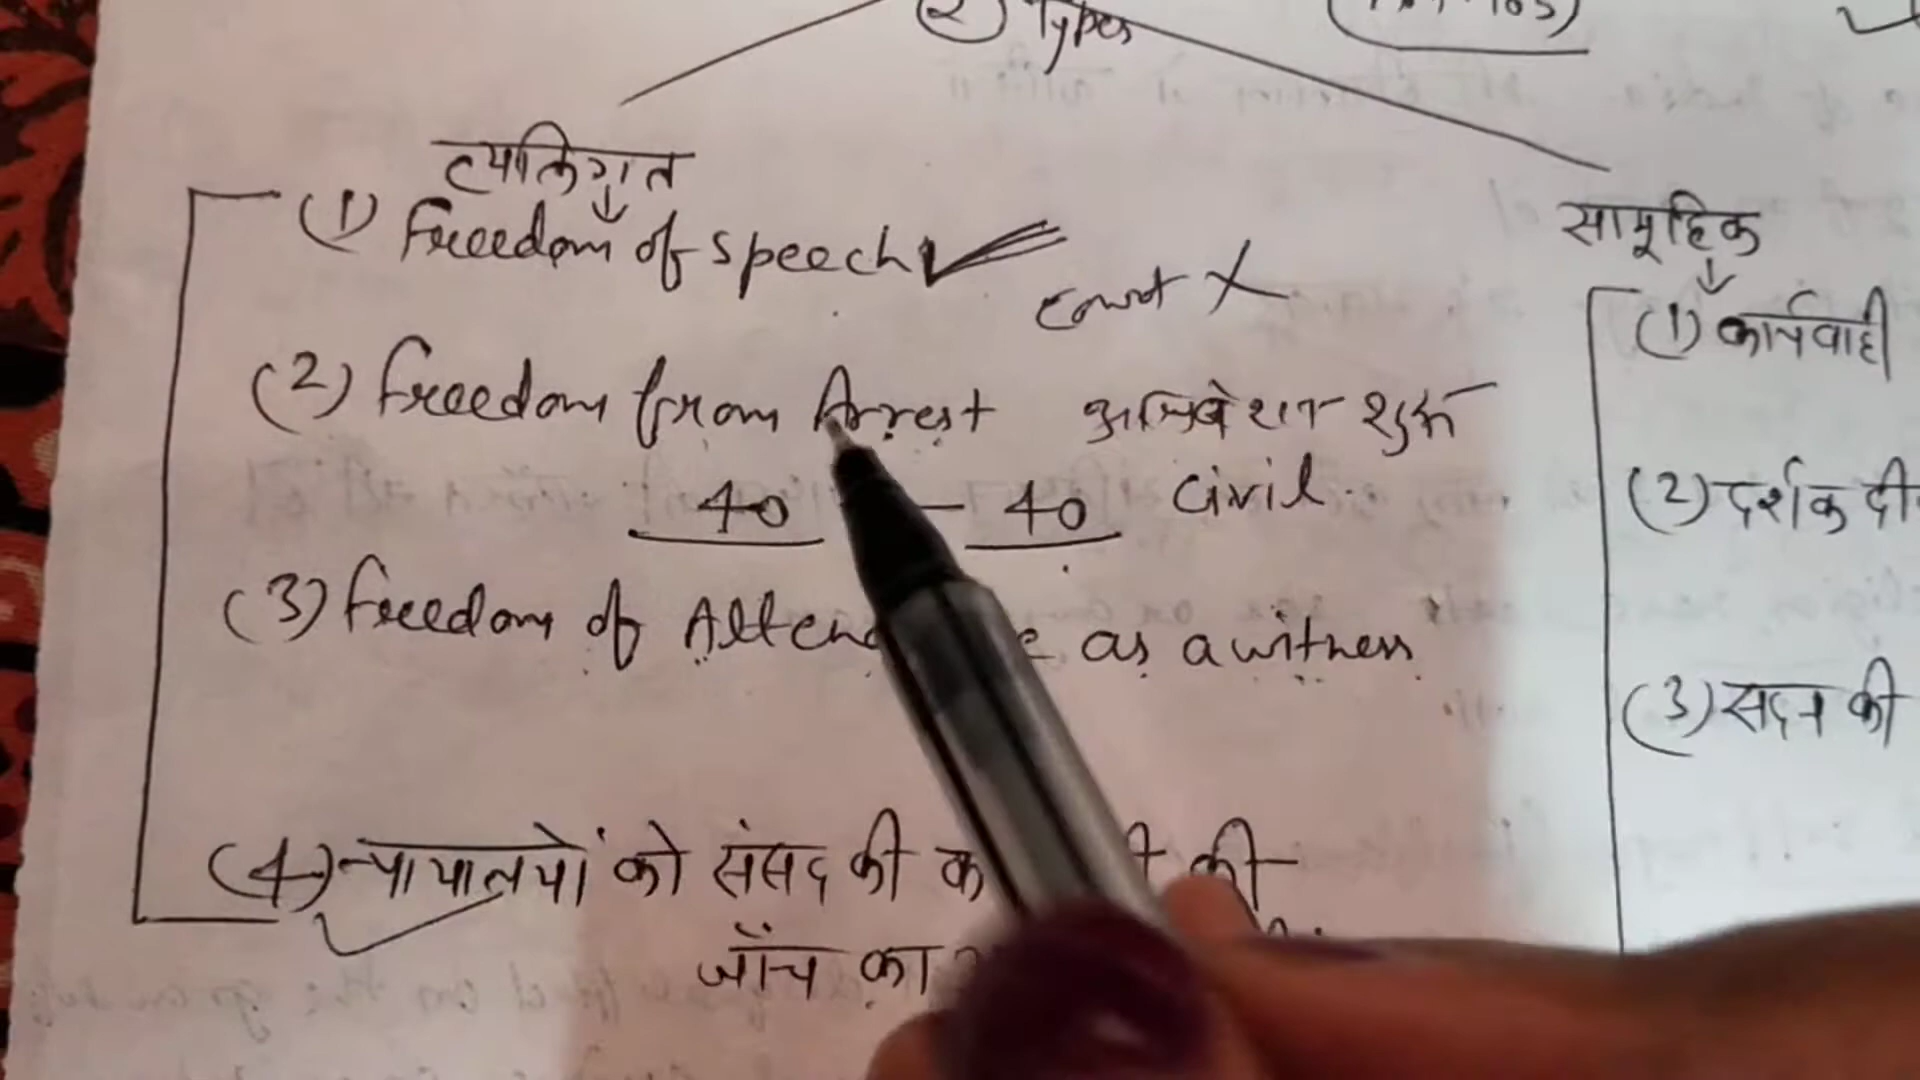 (2) Types
व्यक्तिगत
(1) Freedom of speech
court X
(2) freedom from Arrest अधिवेशन शुरू
40 – 40 civil.
(3) freedom of as a witness
(4) न्यायालयों को संसद की की
जाँच का
सामूहिक
(1) कार्यवाही
(2) दर्शक
(3) सदन की